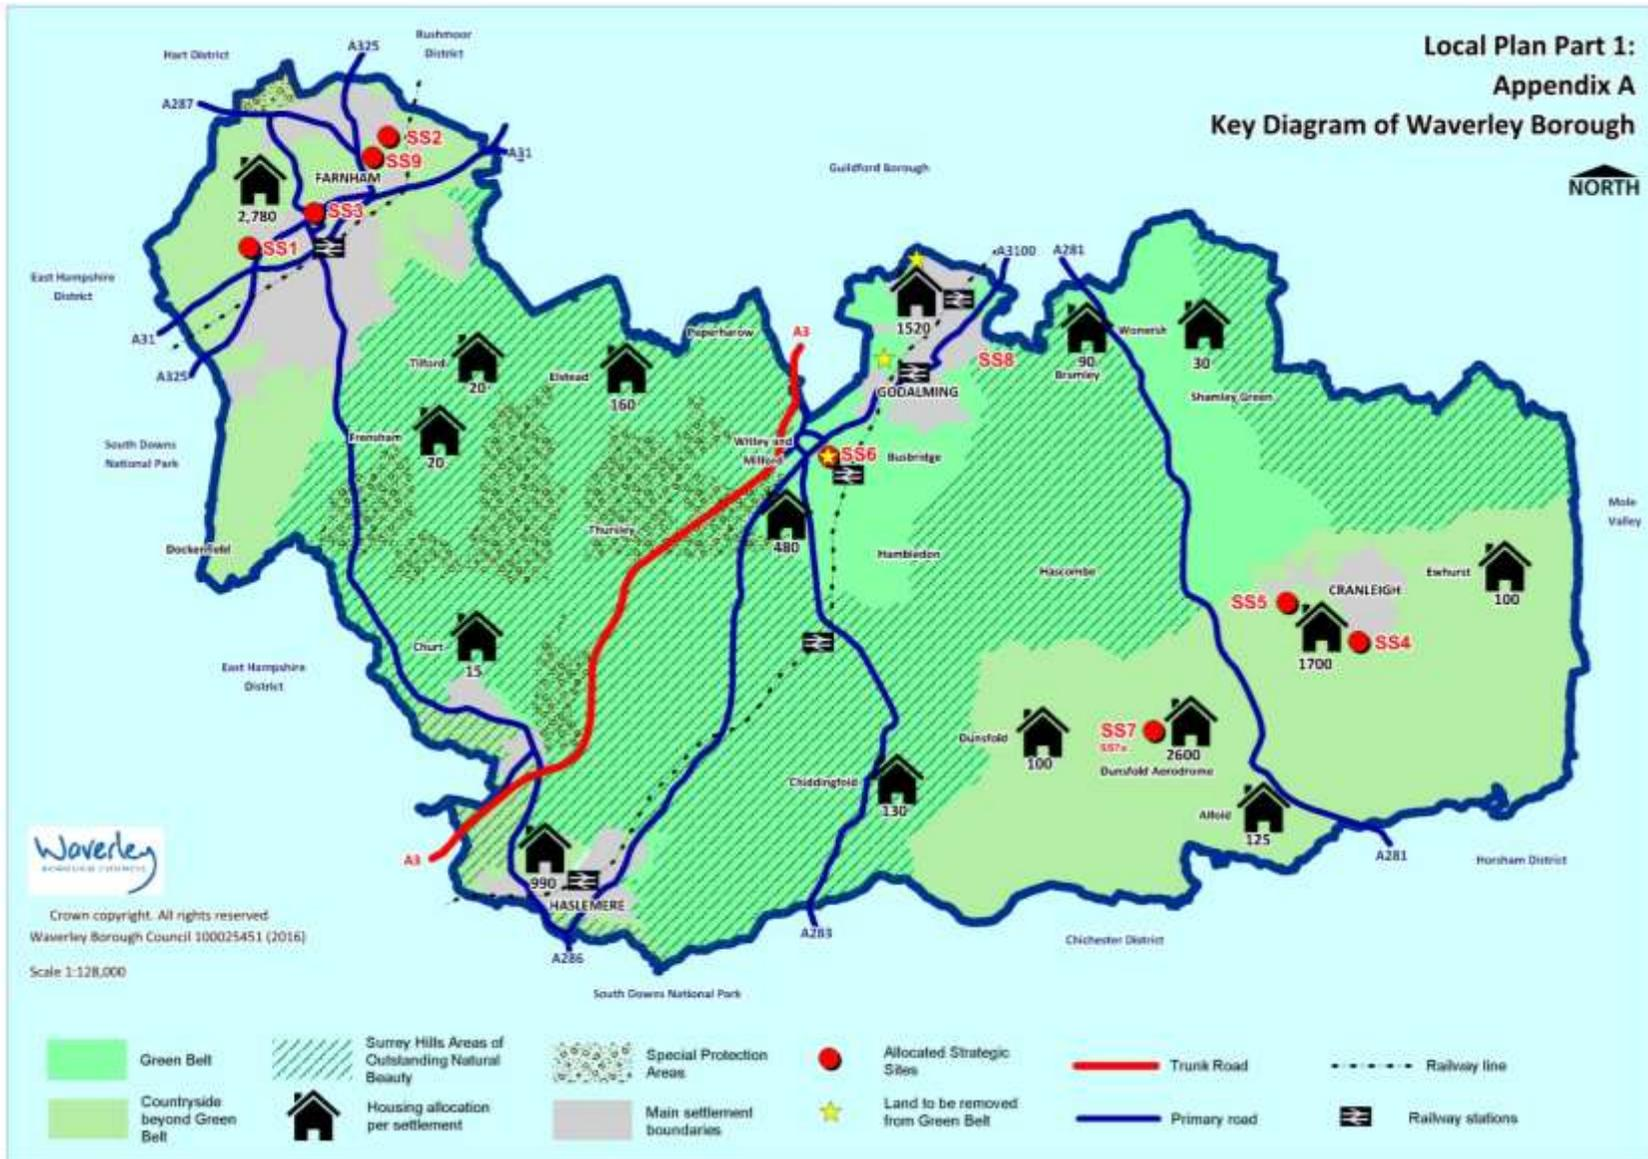 Local Plan Part 1:
Appendix A
Key Diagram of Waverley Borough
NORTH
Hart District
Rushmoor
District
A325
A287
SS2
SS9
A31
FARNHAM
2,780
SS3
SS1
East Hampshire
District
A31
A325
Guildford Borough
A3100
A281
1520
Peperharow
A3
Tilford
20
Elstead
160
SS8
90
Bramley
Wonersh
30
Shamley Green
GODALMING
Frensham
20
South Downs
National Park
Witley and
Milford
SS6
Busbridge
Mole
Valley
Thursley
480
Dockenfield
Hambledon
Hascombe
Ewhurst
100
CRANLEIGH
SS5
1700
SS4
Churt
15
East Hampshire
District
Dunsfold
100
SS7
SS7a
2600
Dunsfold Aerodrome
Chiddingfold
130
Alfold
125
A281
Horsham District
A3
990
HASLEMERE
A286
A283
Chichester District
South Downs National Park
Waverley
BOROUGH COUNCIL
Crown copyright. All rights reserved
Waverley Borough Council 100025451 (2016)
Scale 1:128,000
Green Belt
Surrey Hills Areas of
Outstanding Natural
Beauty
Special Protection
Areas
Allocated Strategic
Sites
Trunk Road
Railway line
Countryside
beyond Green
Belt
Housing allocation
per settlement
Main settlement
boundaries
Land to be removed
from Green Belt
Primary road
Railway stations